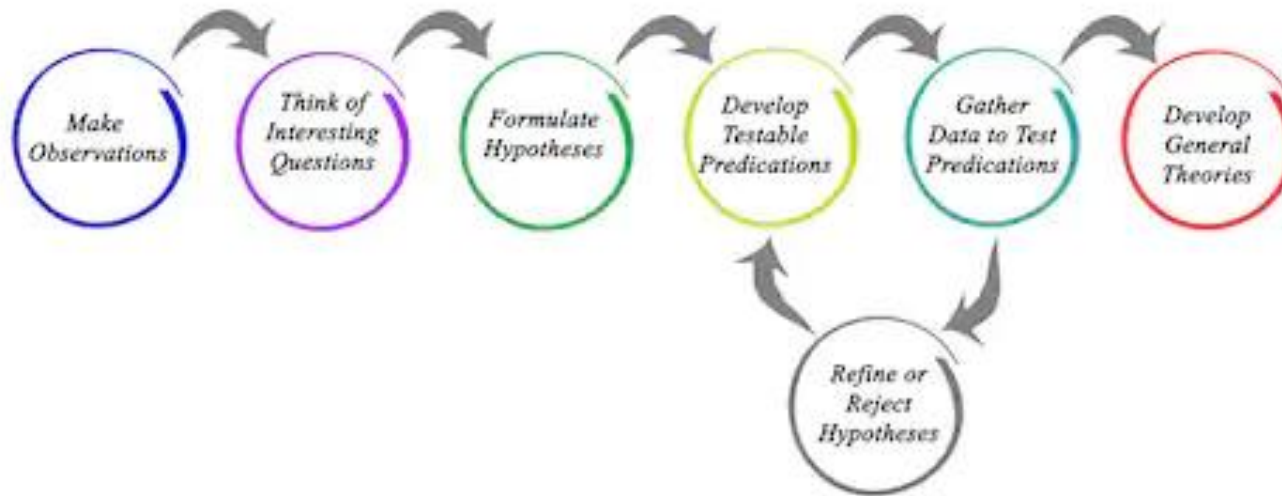 Make
Observations
Think of
Interesting
Questions
Formulate
Hypotheses
Develop
Testable
Predications
Gather
Data to Test
Predications
Develop
General
Theories
Refine or
Reject
Hypotheses